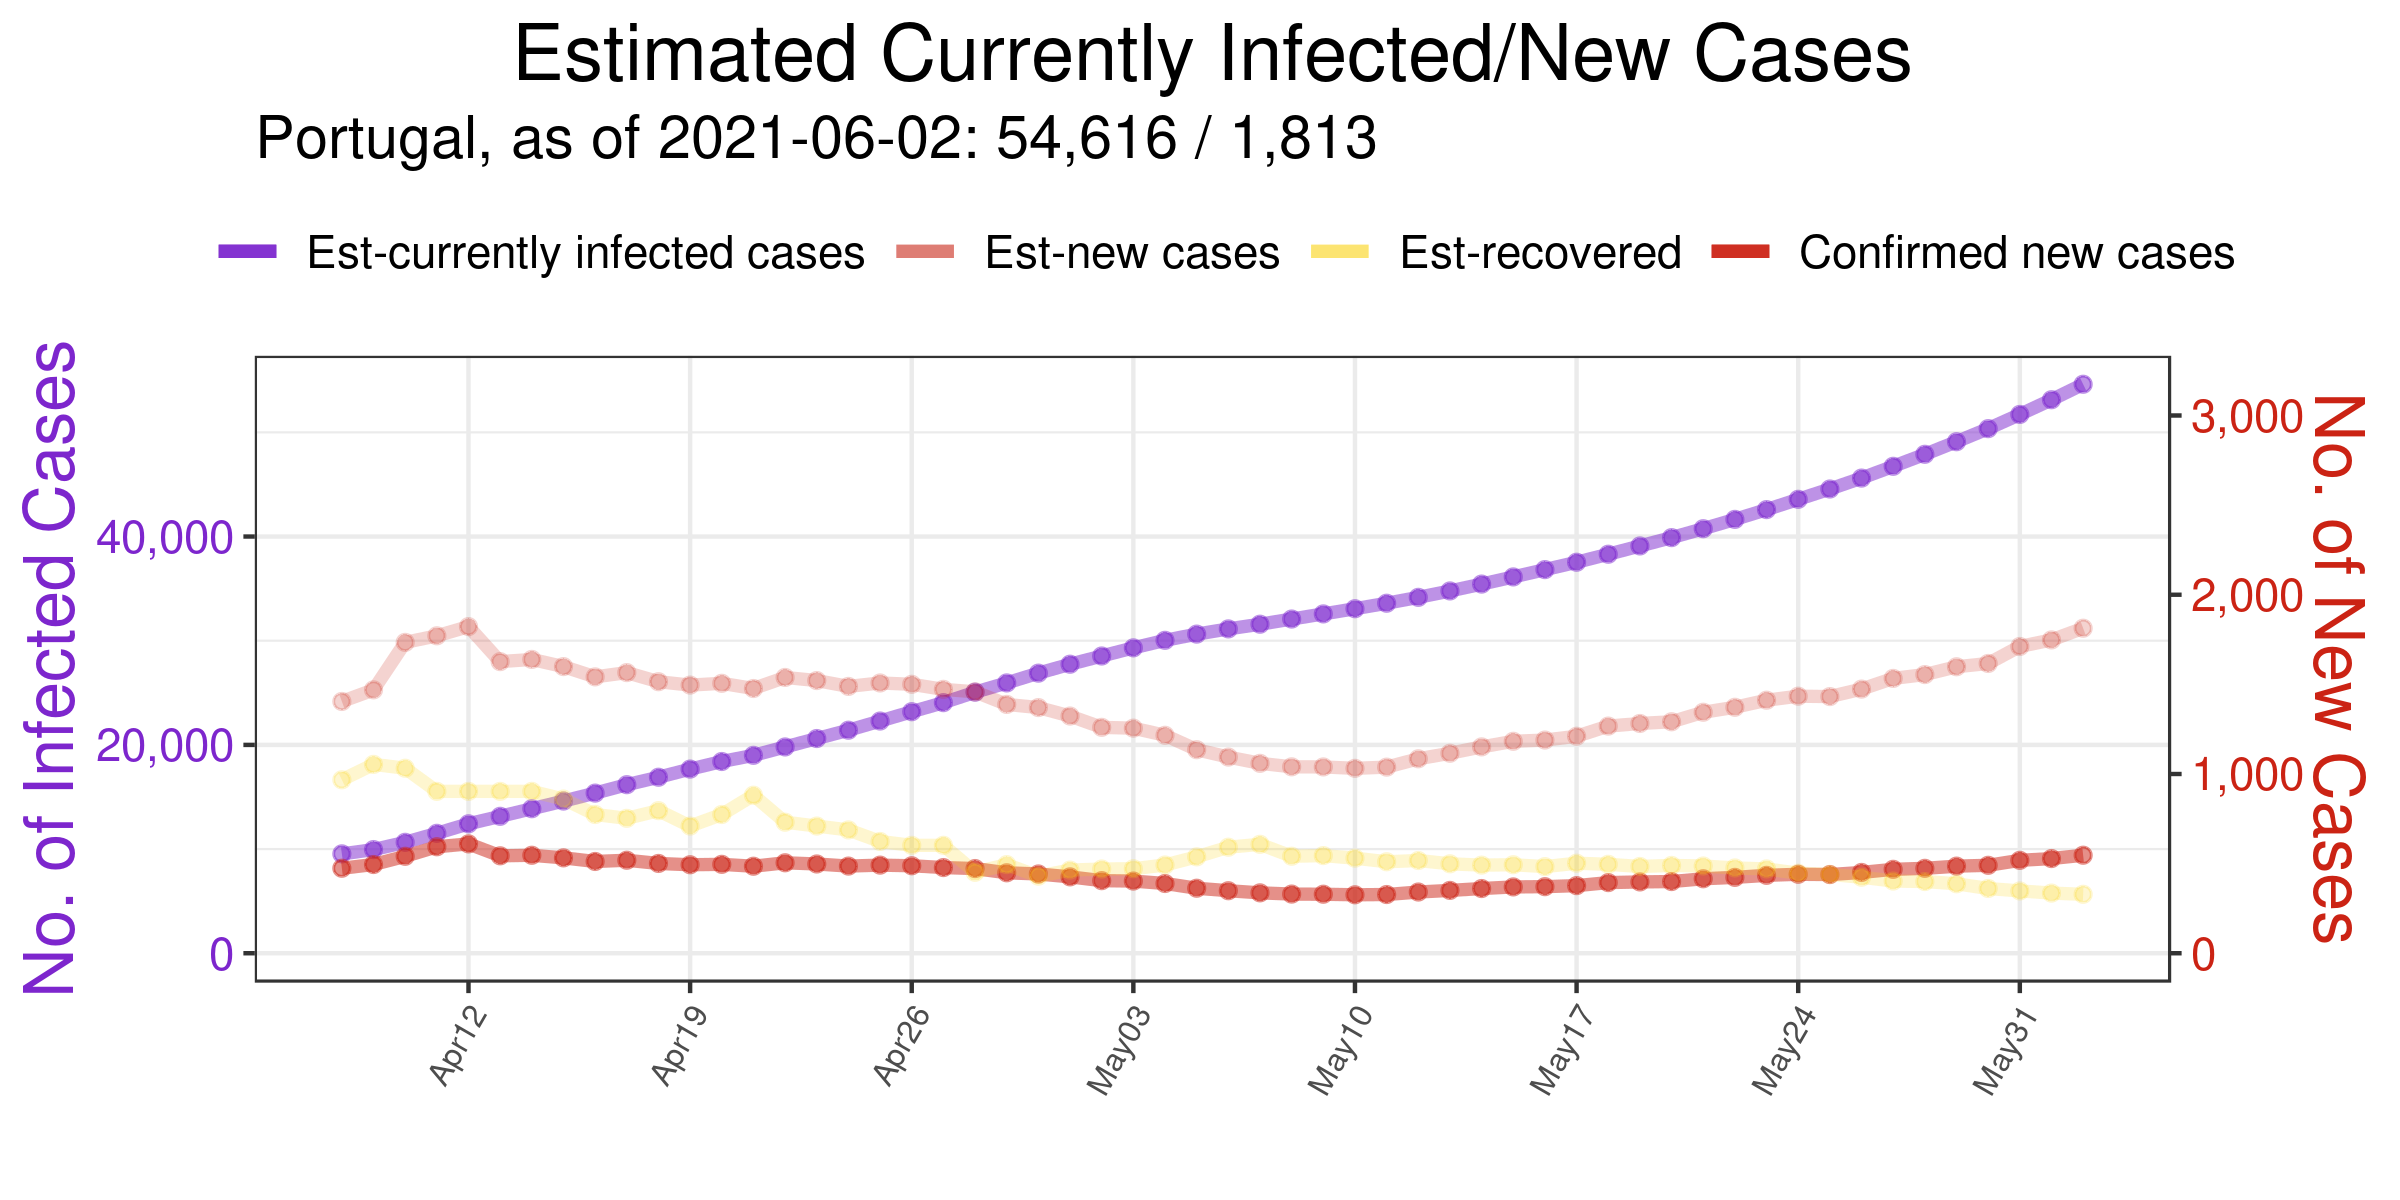 Estimated Currently Infected/New Cases
Portugal, as of 2021-06-02: 54,616 / 1,813
Est-currently infected cases Est-new cases Est-recovered Confirmed new cases
No. of Infected Cases
40,000
20,000
0
3,000
2,000
1,000
0
No. of New Cases
Apr12 Apr19 Apr26 May03 May10 May17 May24 May31